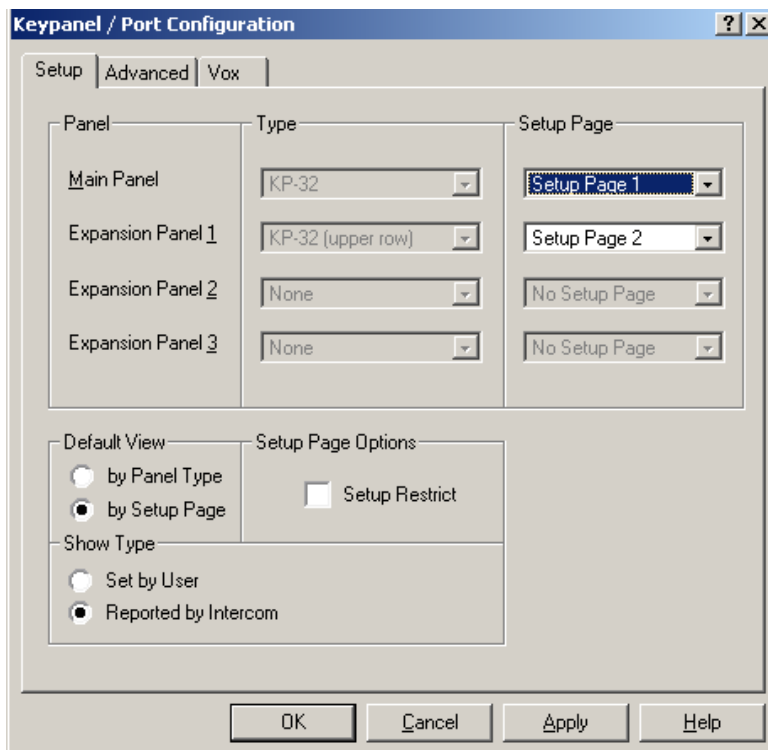 Keypanel / Port Configuration
Setup Advanced Vox
Panel Type Setup Page
Main Panel KP-32 Setup Page 1
Expansion Panel 1 KP-32 (upper row) Setup Page 2
Expansion Panel 2 None No Setup Page
Expansion Panel 3 None No Setup Page
Default View Setup Page Options
by Panel Type
Setup Restrict
by Setup Page
Show Type
Set by User
Reported by Intercom
OK Cancel Apply Help